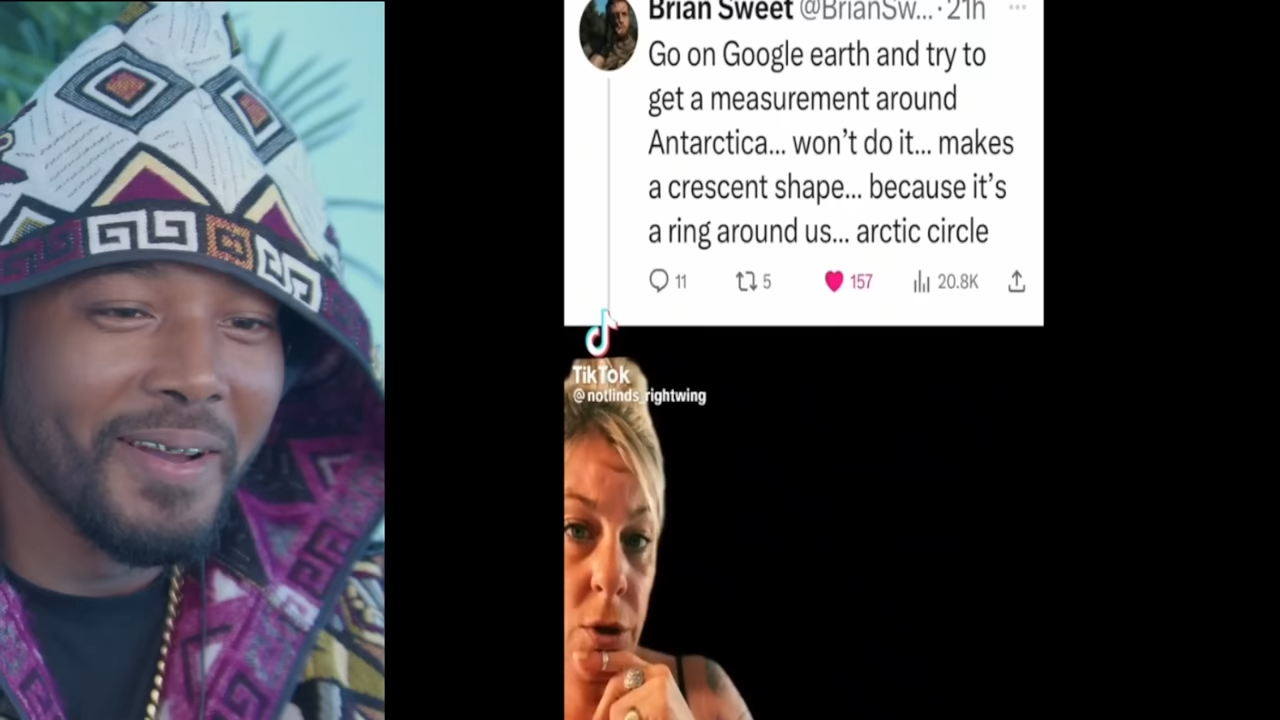 Brian Sweet @BrianSw... · 21h
Go on Google earth and try to
get a measurement around
Antarctica... won't do it... makes
a crescent shape... because it's
a ring around us... arctic circle
11 5 157 20.8K
TikTok
@notlinds_rightwing